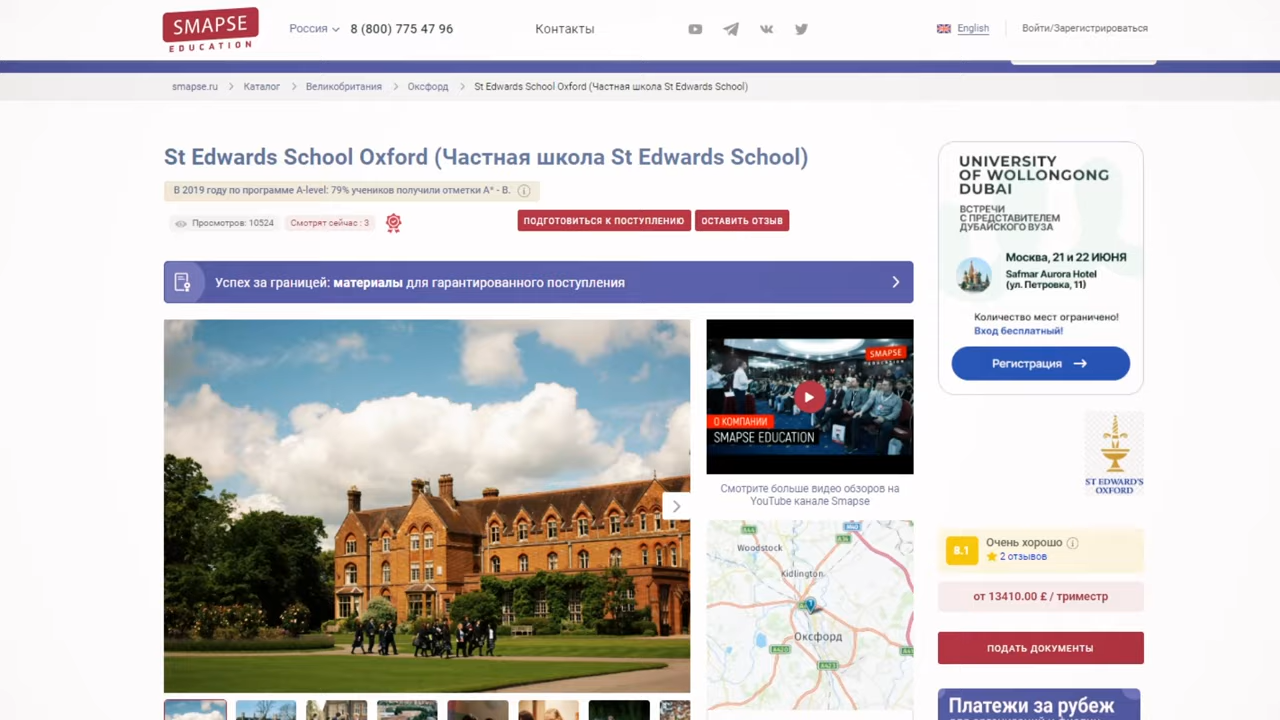 SMAPSE
EDUCATION
Россия
8 (800) 775 47 96
Контакты
English
Войти/Зарегистрироваться
smapse.ru
Каталог
Великобритания
Оксфорд
St Edwards School Oxford (Частная школа St Edwards School)
St Edwards School Oxford (Частная школа St Edwards School)
В 2019 году по программе A-level: 79% учеников получили отметки A* - B.
Просмотров: 10524
Смотрят сейчас : 3
ПОДГОТОВИТЬСЯ К ПОСТУПЛЕНИЮ
ОСТАВИТЬ ОТЗЫВ
Успех за границей: материалы для гарантированного поступления
SMAPSE
О КОМПАНИИ
SMAPSE EDUCATION
Смотрите больше видео обзоров на
YouTube канале Smapse
Woodstock
Kidlington
Оксфорд
UNIVERSITY
OF WOLLONGONG
DUBAI
ВСТРЕЧИ
С ПРЕДСТАВИТЕЛЕМ
ДУБАЙСКОГО ВУЗА
Москва, 21 и 22 ИЮНЯ
Safmar Aurora Hotel
(ул. Петровка, 11)
Количество мест ограничено!
Вход бесплатный!
Регистрация
ST EDWARD'S
OXFORD
8.1
Очень хорошо
2 отзывов
от 13410.00 £ / триместр
ПОДАТЬ ДОКУМЕНТЫ
Платежи за рубеж